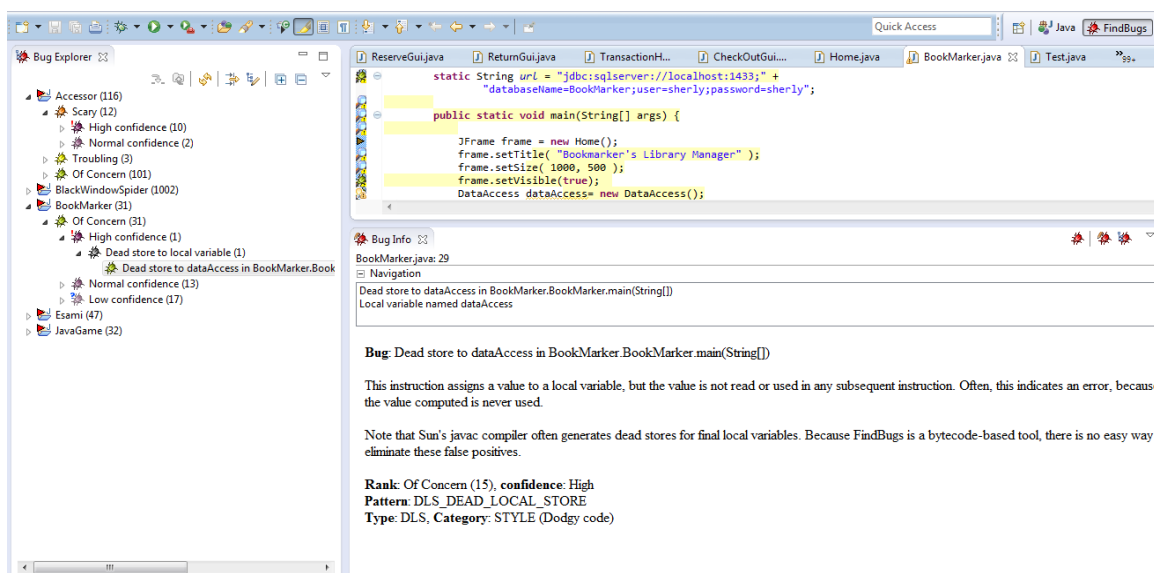 Quick Access
Java
FindBugs
Bug Explorer
Accessor (116)
Scary (12)
High confidence (10)
Normal confidence (2)
Troubling (3)
Of Concern (101)
BlackWindowSpider (1002)
BookMarker (31)
Of Concern (31)
High confidence (1)
Dead store to local variable (1)
Dead store to dataAccess in BookMarker.Book
Normal confidence (13)
Low confidence (17)
Esami (47)
JavaGame (32)
ReserveGui.java ReturnGui.java TransactionH... CheckOutGui.... Home.java BookMarker.java Test.java »99+
static String url = "jdbc:sqlserver://localhost:1433;" +
"databaseName=BookMarker;user=sherly;password=sherly";
public static void main(String[] args) {
JFrame frame = new Home();
frame.setTitle( "Bookmarker's Library Manager" );
frame.setSize( 1000, 500 );
frame.setVisible(true);
DataAccess dataAccess= new DataAccess();
Bug Info
BookMarker.java: 29
Navigation
Dead store to dataAccess in BookMarker.BookMarker.main(String[])
Local variable named dataAccess
Bug: Dead store to dataAccess in BookMarker.BookMarker.main(String[])
This instruction assigns a value to a local variable, but the value is not read or used in any subsequent instruction. Often, this indicates an error, becaus
the value computed is never used.
Note that Sun's javac compiler often generates dead stores for final local variables. Because FindBugs is a bytecode-based tool, there is no easy way
eliminate these false positives.
Rank: Of Concern (15), confidence: High
Pattern: DLS_DEAD_LOCAL_STORE
Type: DLS, Category: STYLE (Dodgy code)